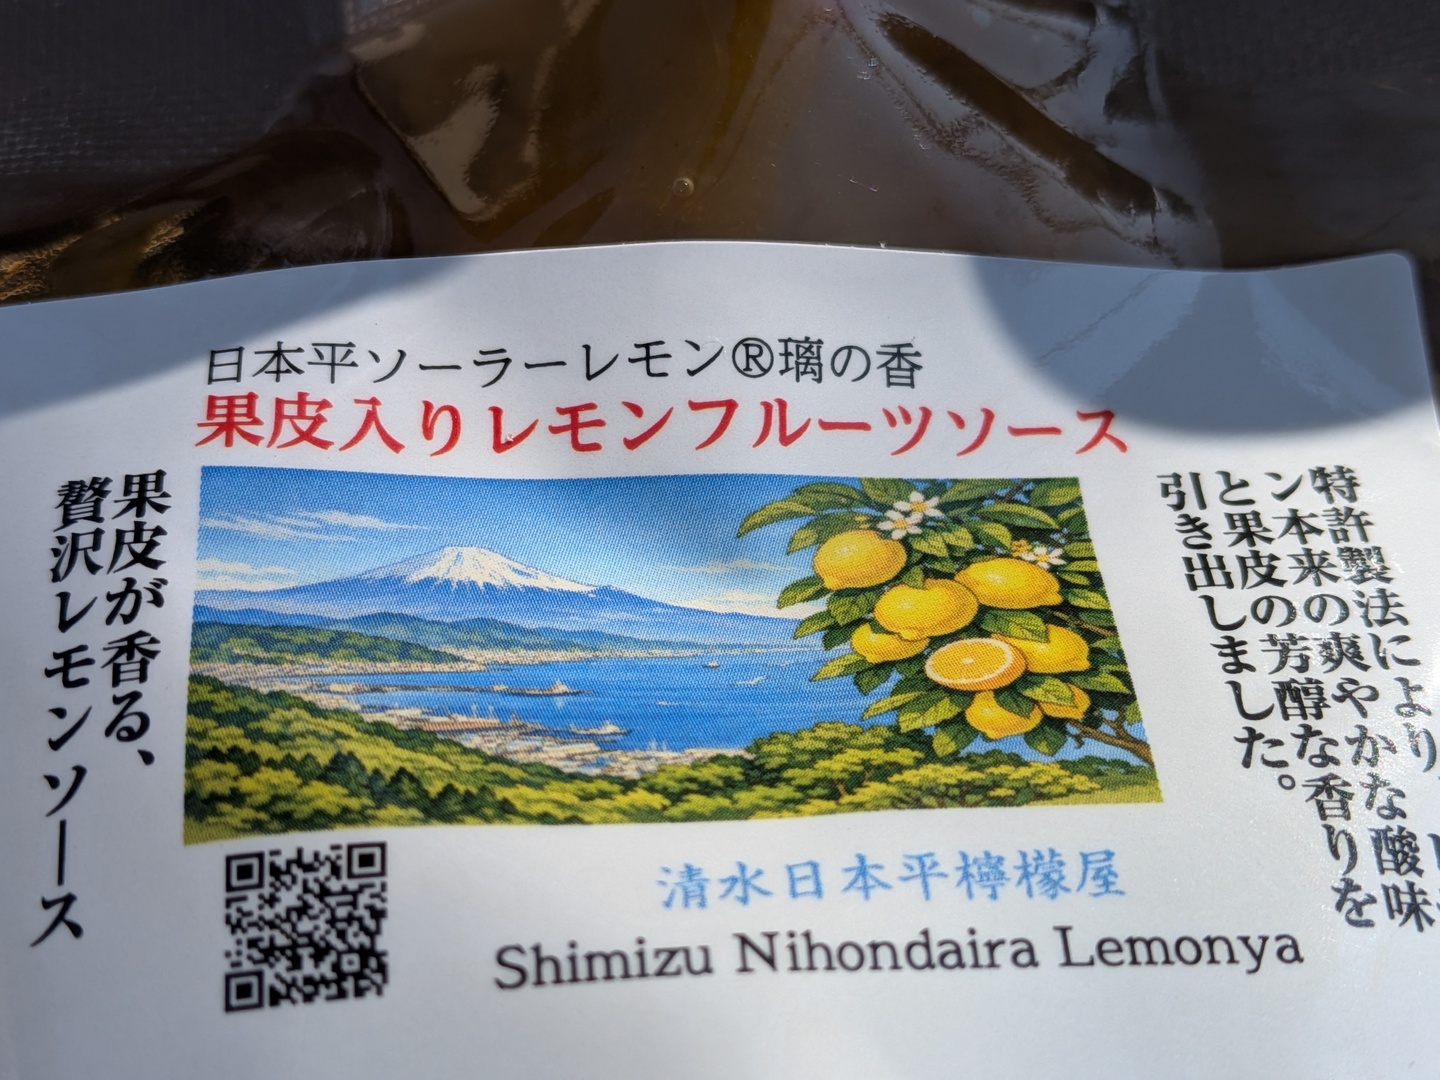 日本平ソーラーレモン®璃の香
果皮入りレモンフルーツソース
特許製法により、レモ
ン本来の爽やかな酸味
と果皮の芳醇な香りを
引き出しました。
果皮が香る、
贅沢レモンソース
清水日本平檸檬屋
Shimizu Nihondaira Lemonya